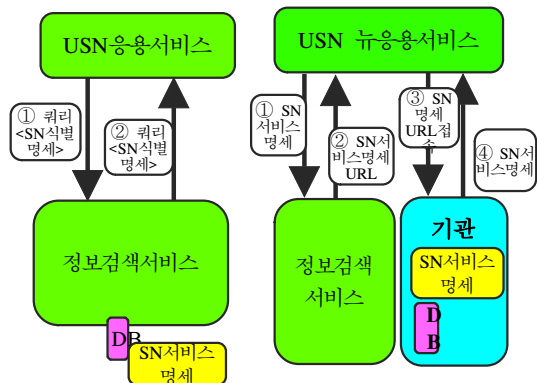 USN응용서비스
① 쿼리
<SN식별
명세>
② 쿼리
<SN식별
명세>
정보검색서비스
DB
SN서비스
명세
USN 뉴응용서비스
① SN
서비스
명세
② SN서
비스명세
URL
③ SN
명세
URL접
속
④ SN서
비스명세
정보검색
서비스
기관
SN서비스
명세
D
B